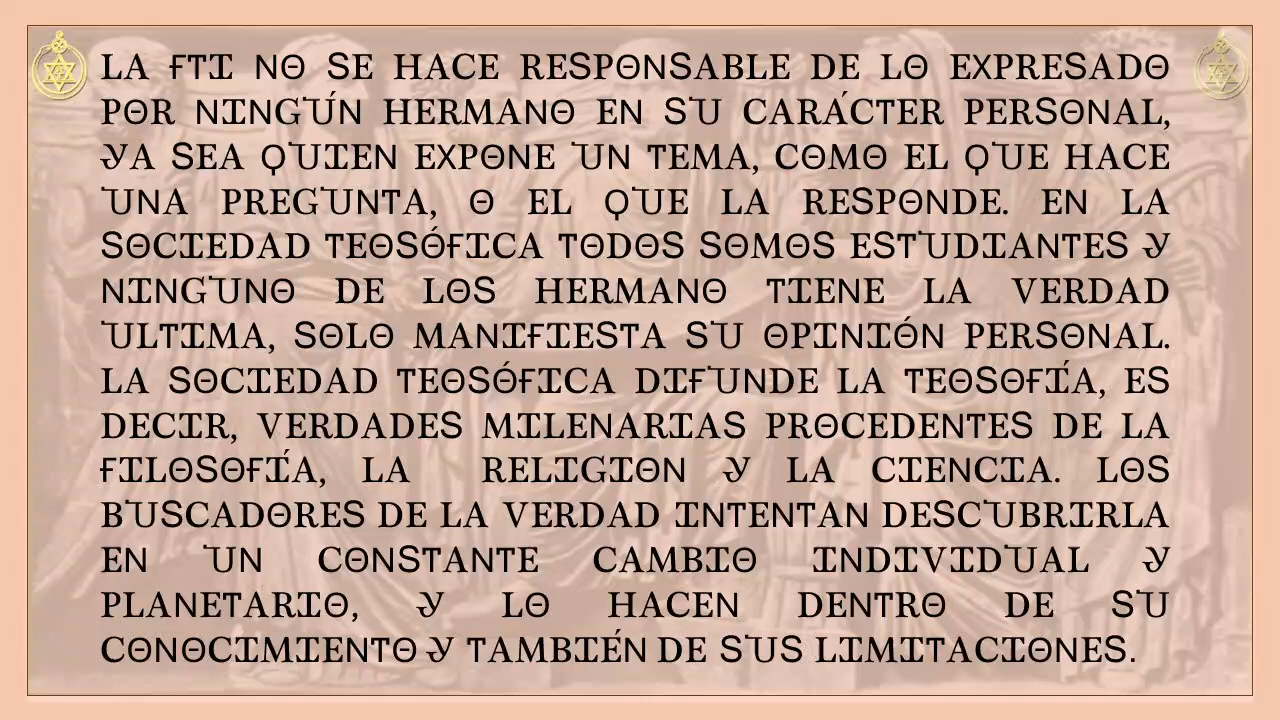 LA FTI NO SE HACE RESPONSABLE DE LO EXPRESADO
POR NINGÚN HERMANO EN SU CARÁCTER PERSONAL,
YA SEA QUIEN EXPONE UN TEMA, COMO EL QUE HACE
UNA PREGUNTA, O EL QUE LA RESPONDE. EN LA
SOCIEDAD TEOSÓFICA TODOS SOMOS ESTUDIANTES Y
NINGUNO DE LOS HERMANO TIENE LA VERDAD
ULTIMA, SOLO MANIFIESTA SU OPINIÓN PERSONAL.
LA SOCIEDAD TEOSÓFICA DIFUNDE LA TEOSOFÍA, ES
DECIR, VERDADES MILENARIAS PROCEDENTES DE LA
FILOSOFÍA, LA RELIGION Y LA CIENCIA. LOS
BUSCADORES DE LA VERDAD INTENTAN DESCUBRIRLA
EN UN CONSTANTE CAMBIO INDIVIDUAL Y
PLANETARIO, Y LO HACEN DENTRO DE SU
CONOCIMIENTO Y TAMBIÉN DE SUS LIMITACIONES.